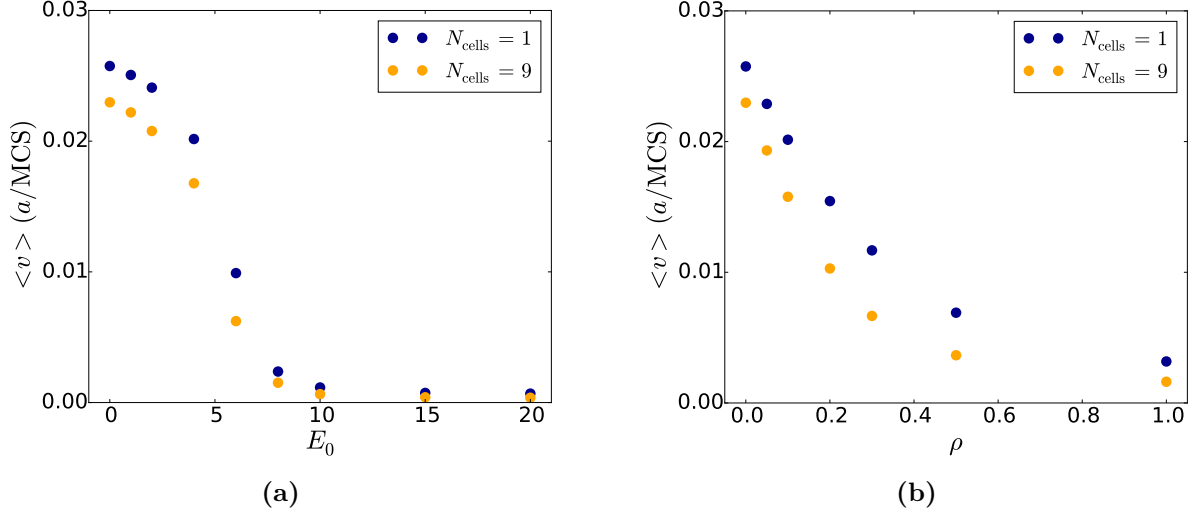 0.03
0.02
0.01
0.00
<v> (a/MCS)
N_cells = 1
N_cells = 9
0 5 10 15 20
E_0
(a)
0.03
0.02
0.01
0.00
<v> (a/MCS)
N_cells = 1
N_cells = 9
0.0 0.2 0.4 0.6 0.8 1.0
ρ
(b)